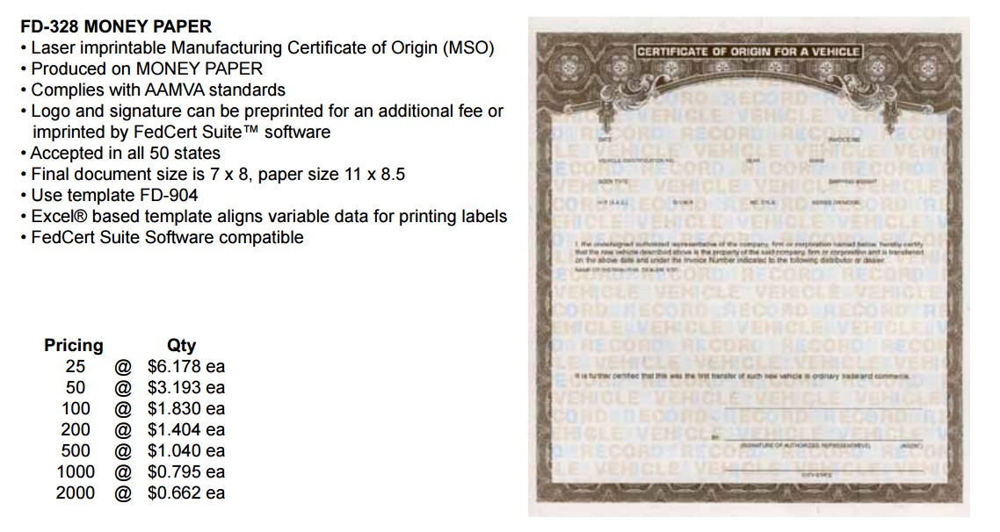 FD-328 MONEY PAPER
• Laser imprintable Manufacturing Certificate of Origin (MSO)
• Produced on MONEY PAPER
• Complies with AAMVA standards
• Logo and signature can be preprinted for an additional fee or
imprinted by FedCert Suite™ software
• Accepted in all 50 states
• Final document size is 7 x 8, paper size 11 x 8.5
• Use template FD-904
• Excel® based template aligns variable data for printing labels
• FedCert Suite Software compatible
Pricing Qty
25 @ $6.178 ea
50 @ $3.193 ea
100 @ $1.830 ea
200 @ $1.404 ea
500 @ $1.040 ea
1000 @ $0.795 ea
2000 @ $0.662 ea
CERTIFICATE OF ORIGIN FOR A VEHICLE
DATE INVOICE NO.
VEHICLE IDENTIFICATION NO. YEAR MAKE
BODY TYPE SHIPPING WEIGHT
H.P. (S.A.E.) G.V.W.R. NO. CYLS. SERIES OR MODEL
I, the undersigned authorized representative of the company, firm or corporation named below, hereby certify
that the new vehicle described above is the property of the said company, firm or corporation and is transferred
on the above date and under the Invoice Number indicated to the following distributor or dealer.
NAME OF DISTRIBUTOR, DEALER, ETC.
It is further certified that this was the first transfer of such new vehicle in ordinary trade and commerce.
BY:
(SIGNATURE OF AUTHORIZED REPRESENTATIVE) (AGENT)
CITY-STATE